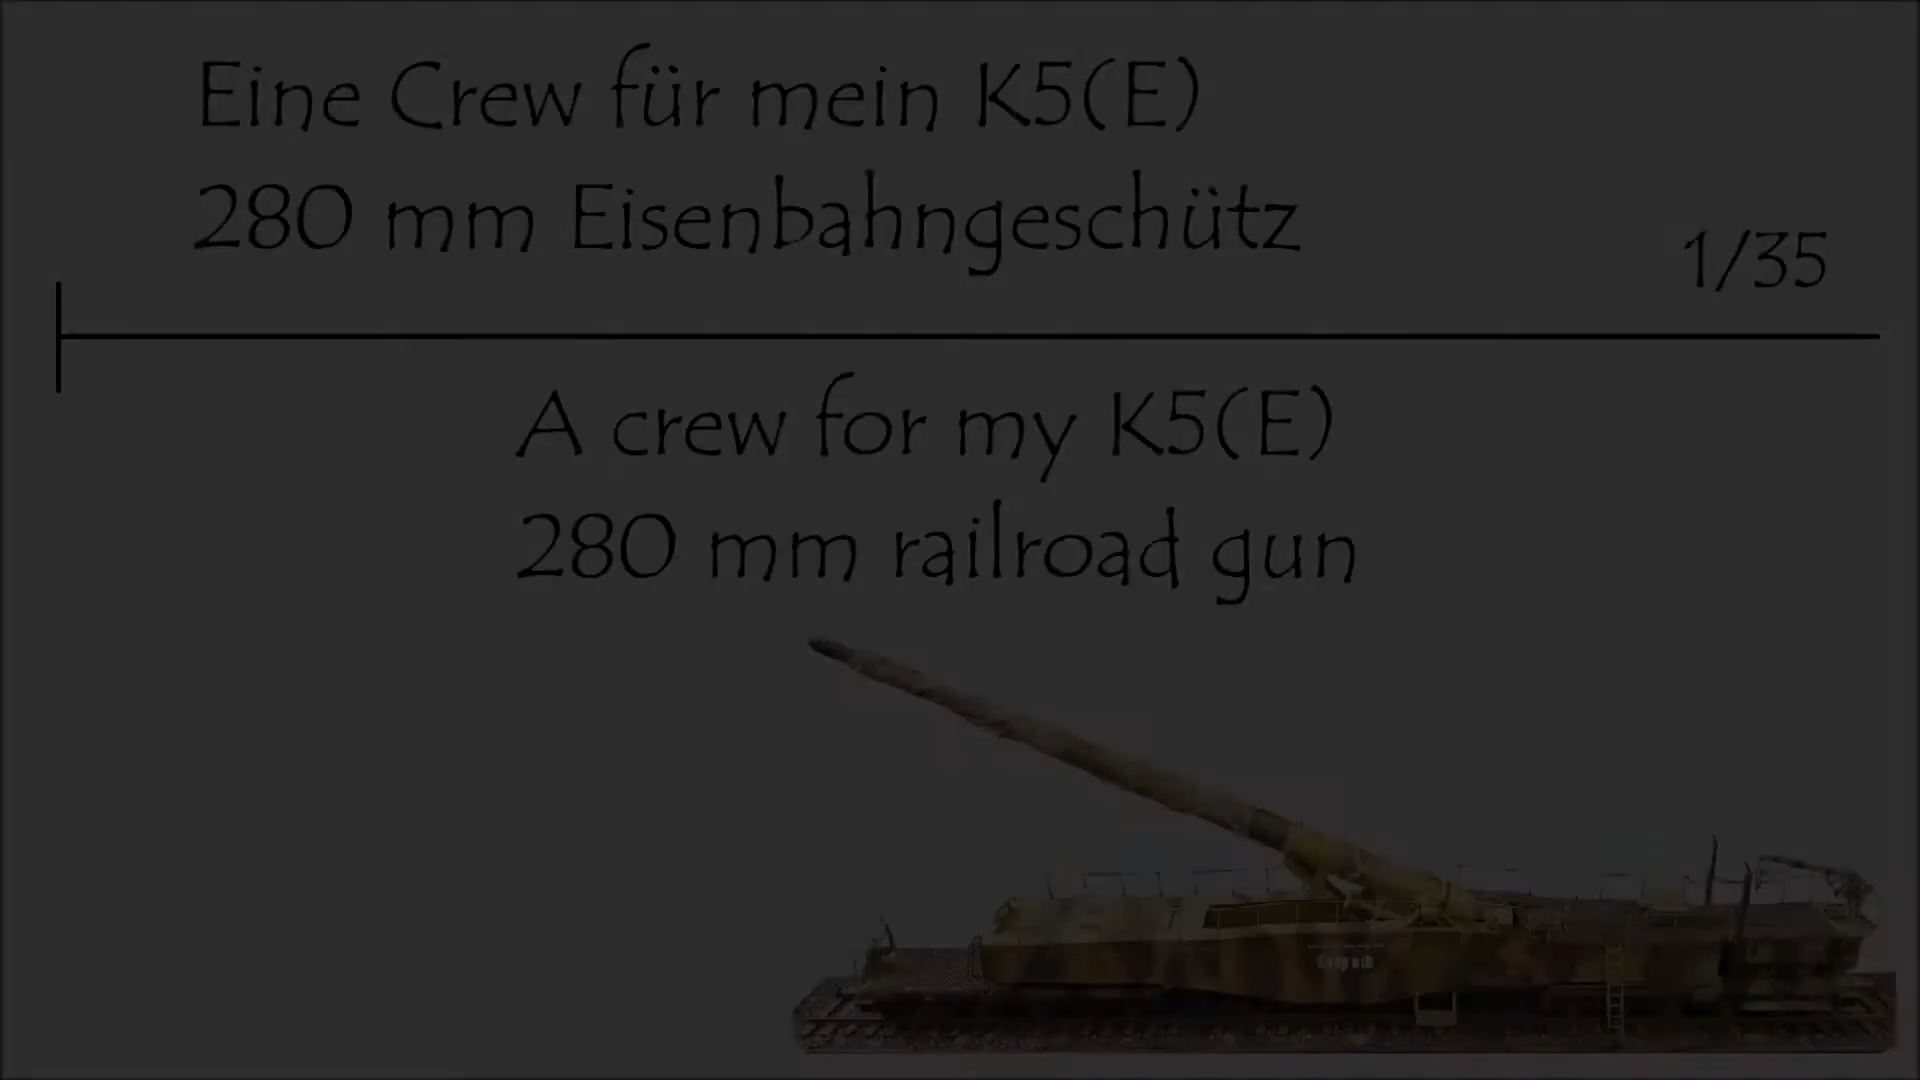 Eine Crew für mein K5(E)
280 mm Eisenbahngeschütz
1/35
A crew for my K5(E)
280 mm railroad gun